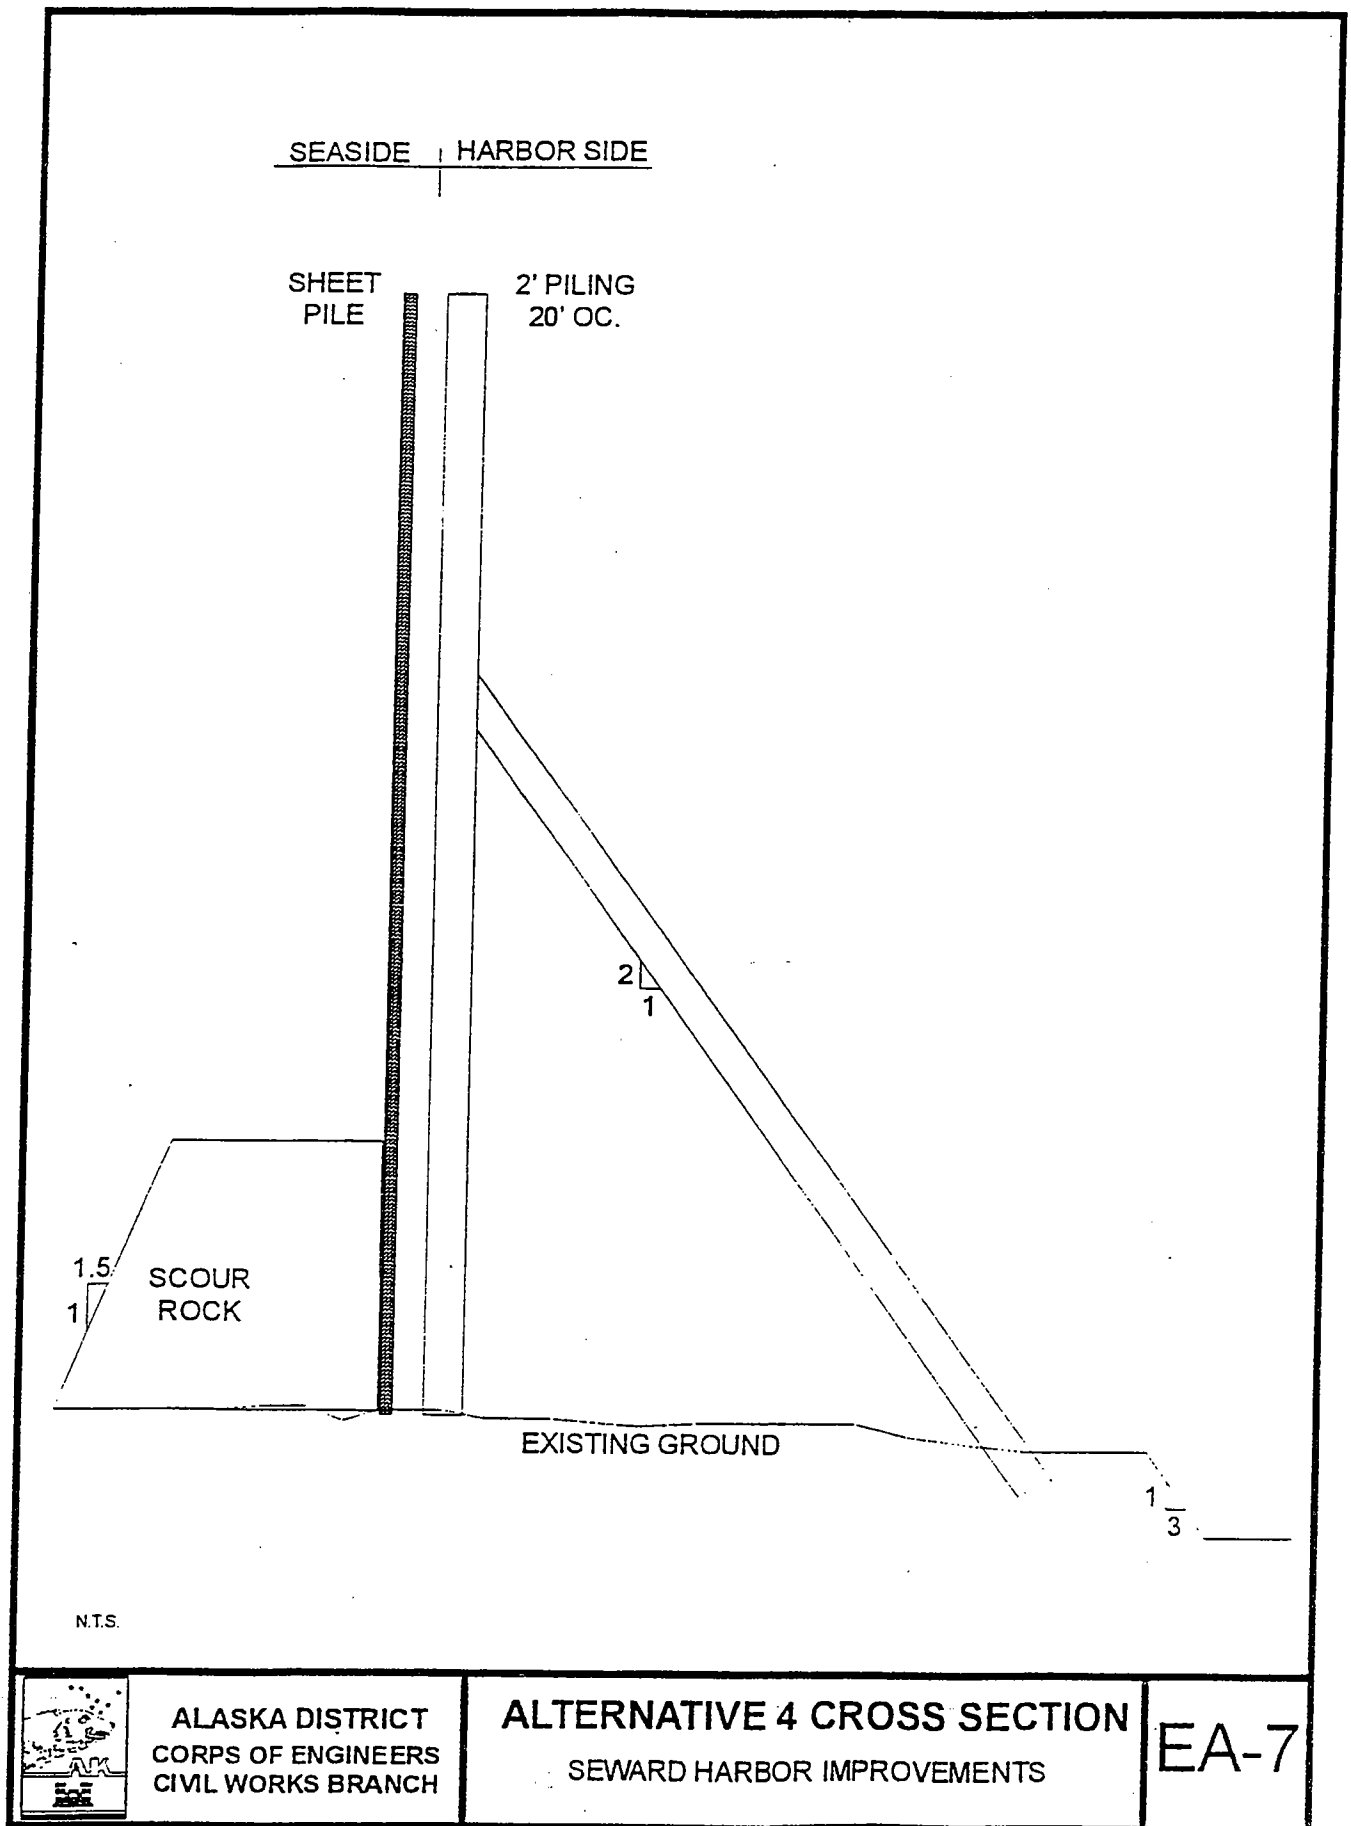 SEASIDE HARBOR SIDE
SHEET
PILE
2' PILING
20' OC.
2
1
1.5
1
SCOUR
ROCK
EXISTING GROUND
1
3
N.T.S.
AK
ALASKA DISTRICT
CORPS OF ENGINEERS
CIVIL WORKS BRANCH
ALTERNATIVE 4 CROSS SECTION
SEWARD HARBOR IMPROVEMENTS
EA-7